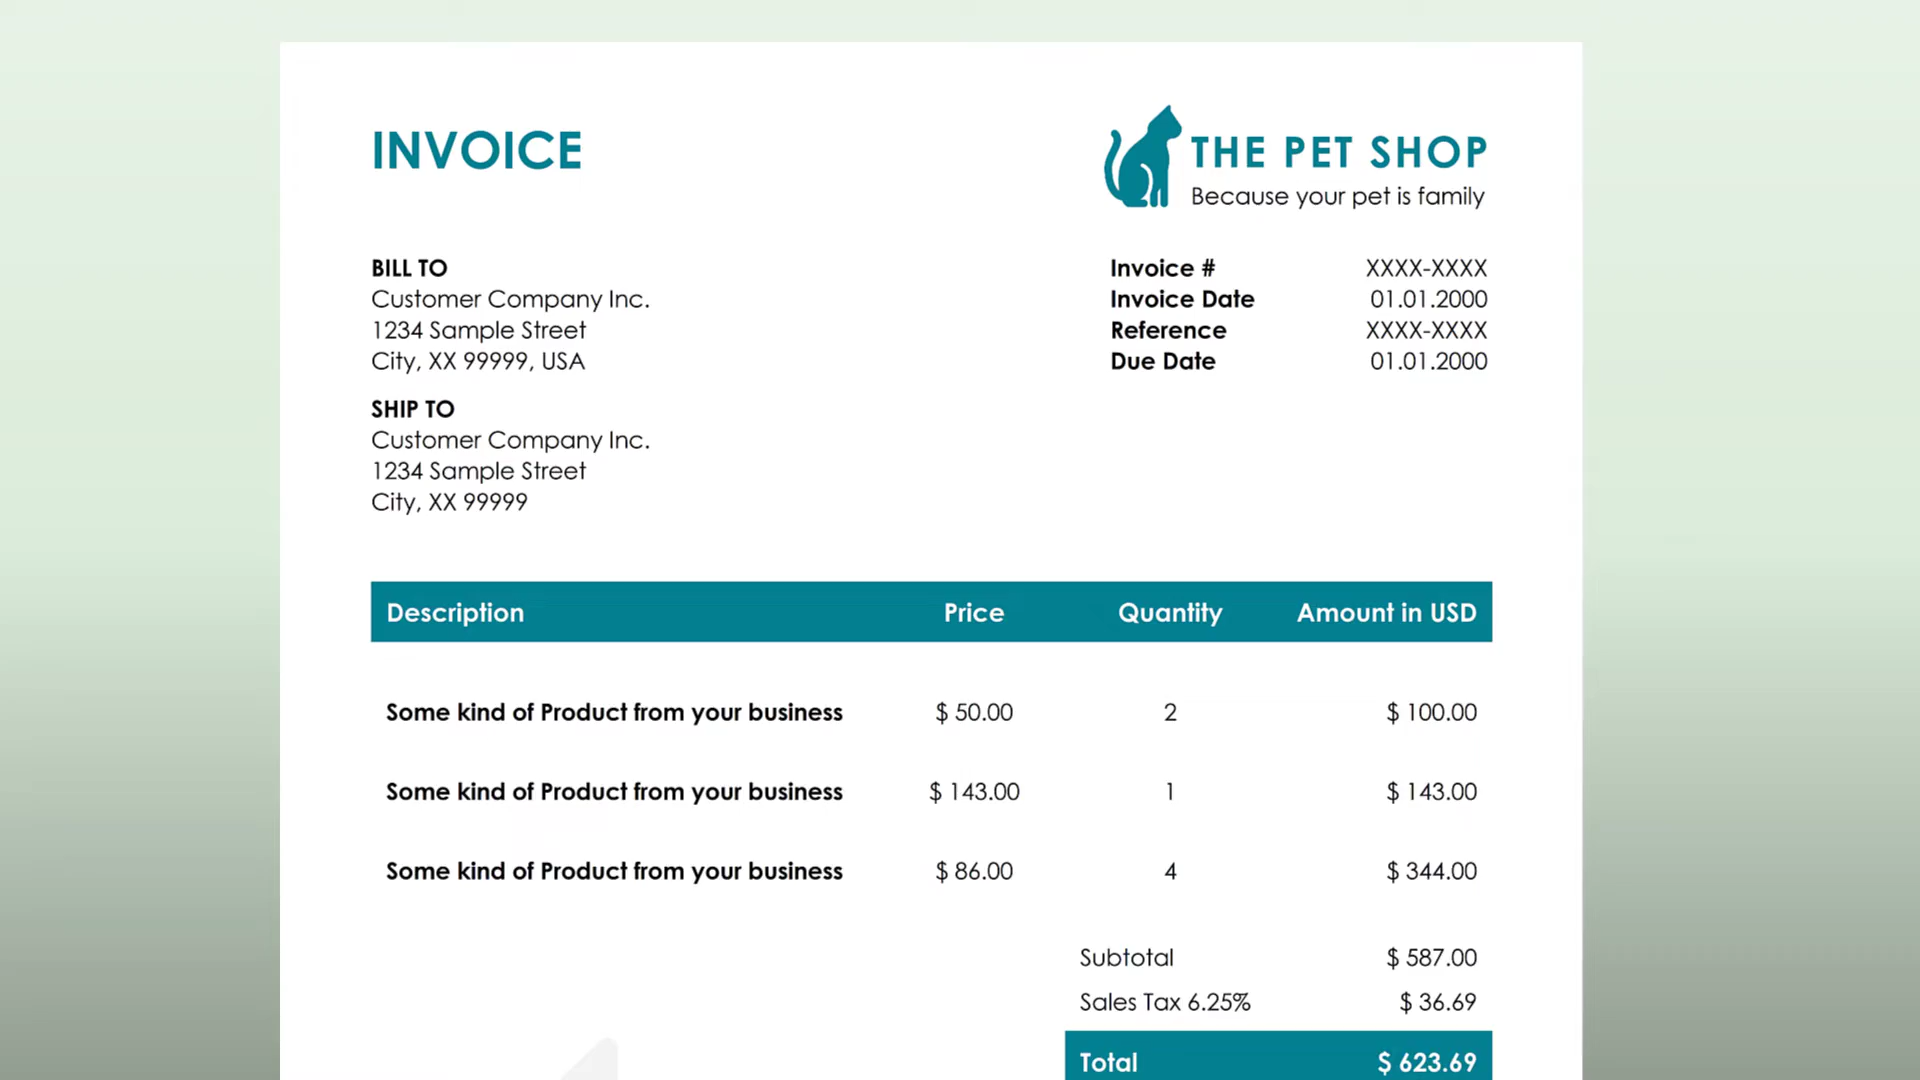 INVOICE
THE PET SHOP
Because your pet is family
BILL TO
Customer Company Inc.
1234 Sample Street
City, XX 99999, USA
Invoice # XXXX-XXXX
Invoice Date 01.01.2000
Reference XXXX-XXXX
Due Date 01.01.2000
SHIP TO
Customer Company Inc.
1234 Sample Street
City, XX 99999
Description Price Quantity Amount in USD
Some kind of Product from your business $ 50.00 2 $ 100.00
Some kind of Product from your business $ 143.00 1 $ 143.00
Some kind of Product from your business $ 86.00 4 $ 344.00
Subtotal $ 587.00
Sales Tax 6.25% $ 36.69
Total $ 623.69